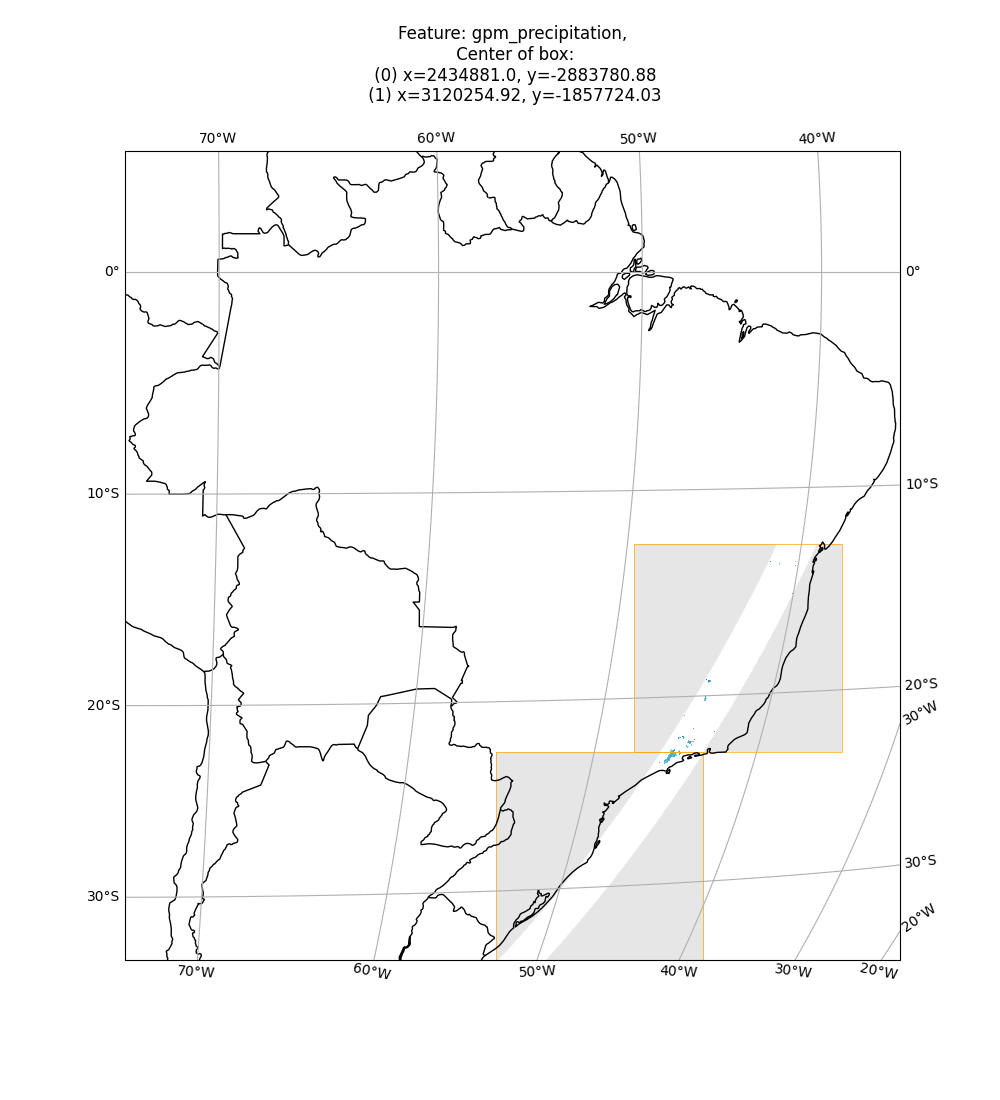 Feature: gpm_precipitation,
Center of box:
(0) x=2434881.0, y=-2883780.88
(1) x=3120254.92, y=-1857724.03
70°W 60°W 50°W 40°W
0° 0°
10°S 10°S
20°S 20°S
30°W
30°S 30°S
20°W
70°W 60°W 50°W 40°W 30°W 20°W